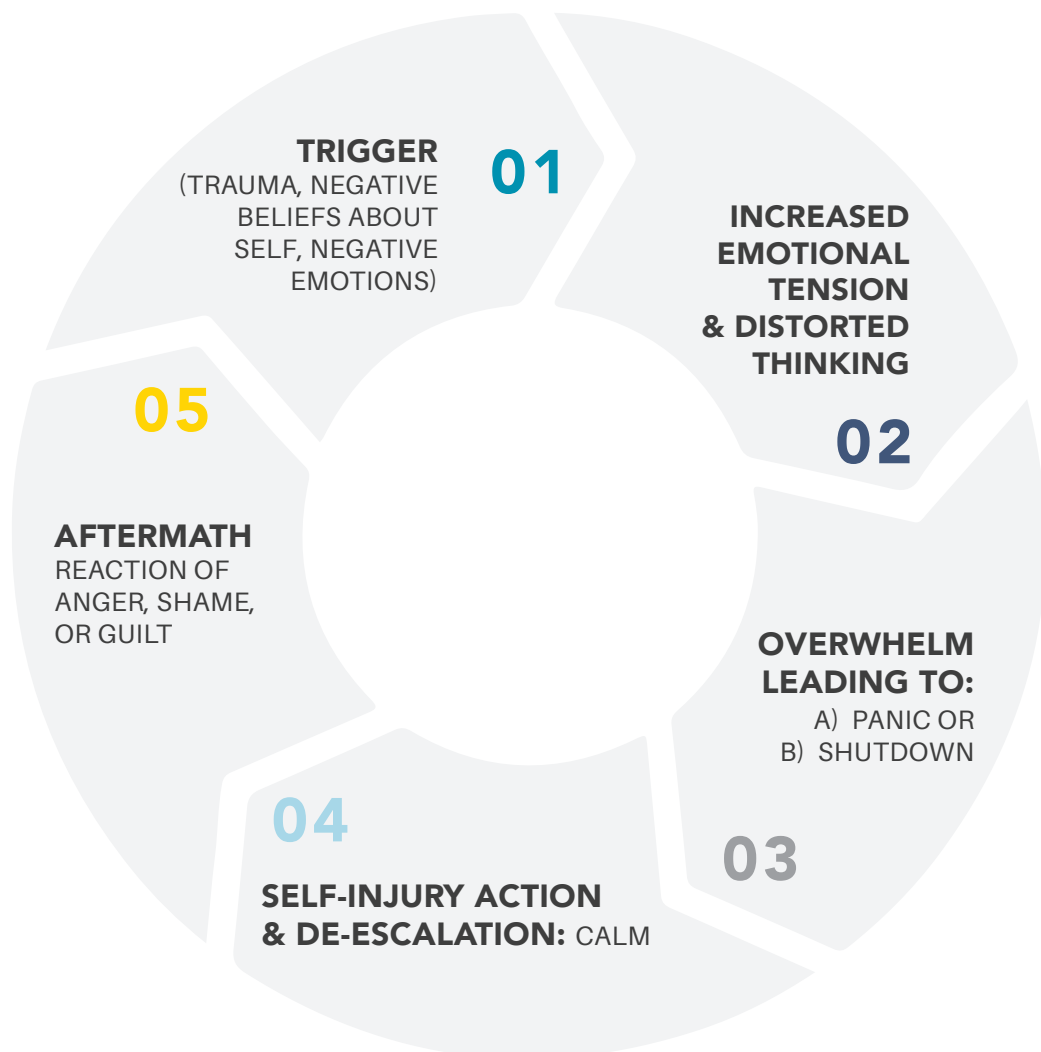 01
TRIGGER
(TRAUMA, NEGATIVE
BELIEFS ABOUT
SELF, NEGATIVE
EMOTIONS)
INCREASED
EMOTIONAL
TENSION
& DISTORTED
THINKING
02
OVERWHELM
LEADING TO:
A) PANIC OR
B) SHUTDOWN
03
04
SELF-INJURY ACTION
& DE-ESCALATION: CALM
05
AFTERMATH
REACTION OF
ANGER, SHAME,
OR GUILT